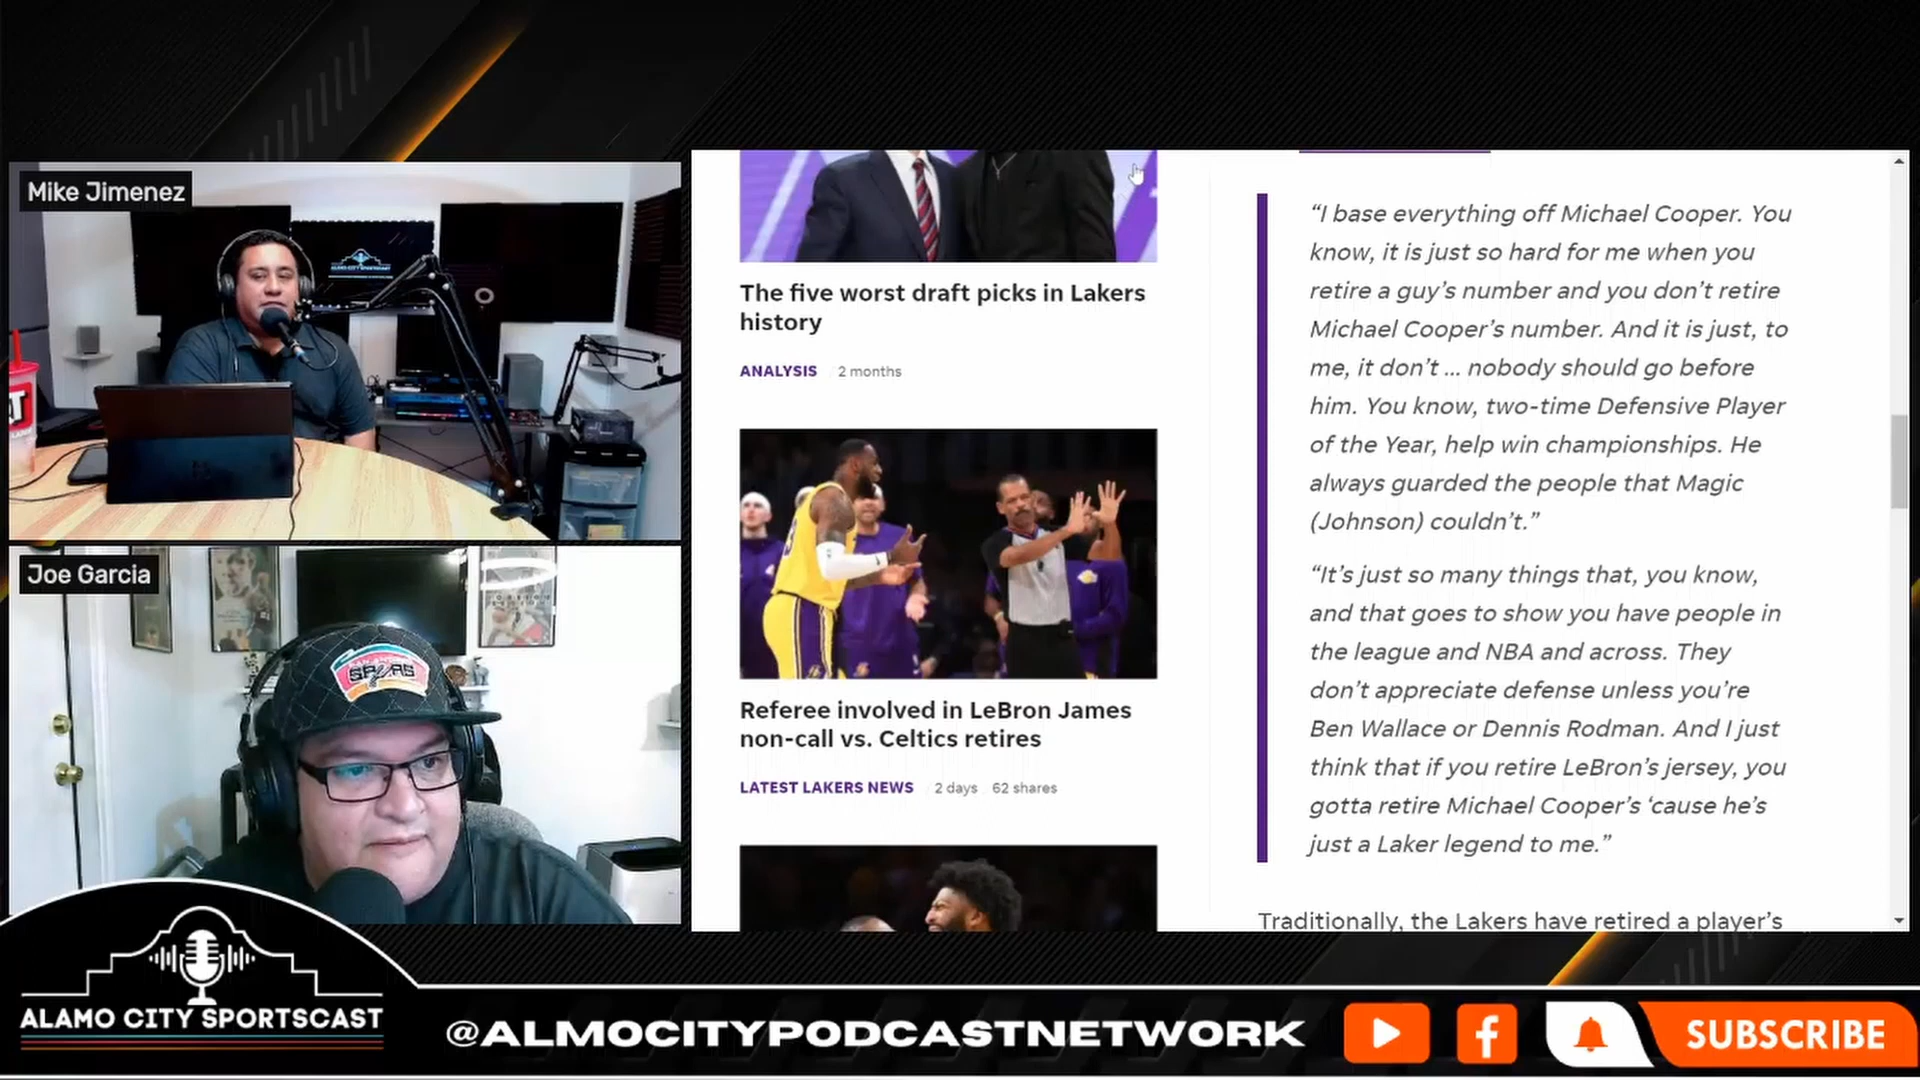 Mike Jimenez
Joe Garcia
SPURS
The five worst draft picks in Lakers
history
ANALYSIS 2 months
Referee involved in LeBron James
non-call vs. Celtics retires
LATEST LAKERS NEWS 2 days 62 shares
“I base everything off Michael Cooper. You
know, it is just so hard for me when you
retire a guy’s number and you don’t retire
Michael Cooper’s number. And it is just, to
me, it don’t ... nobody should go before
him. You know, two-time Defensive Player
of the Year, help win championships. He
always guarded the people that Magic
(Johnson) couldn’t.”
“It’s just so many things that, you know,
and that goes to show you have people in
the league and NBA and across. They
don’t appreciate defense unless you’re
Ben Wallace or Dennis Rodman. And I just
think that if you retire LeBron’s jersey, you
gotta retire Michael Cooper’s ‘cause he’s
just a Laker legend to me.”
Traditionally, the Lakers have retired a player’s
ALAMO CITY SPORTSCAST
@ALMOCITYPODCASTNETWORK
SUBSCRIBE